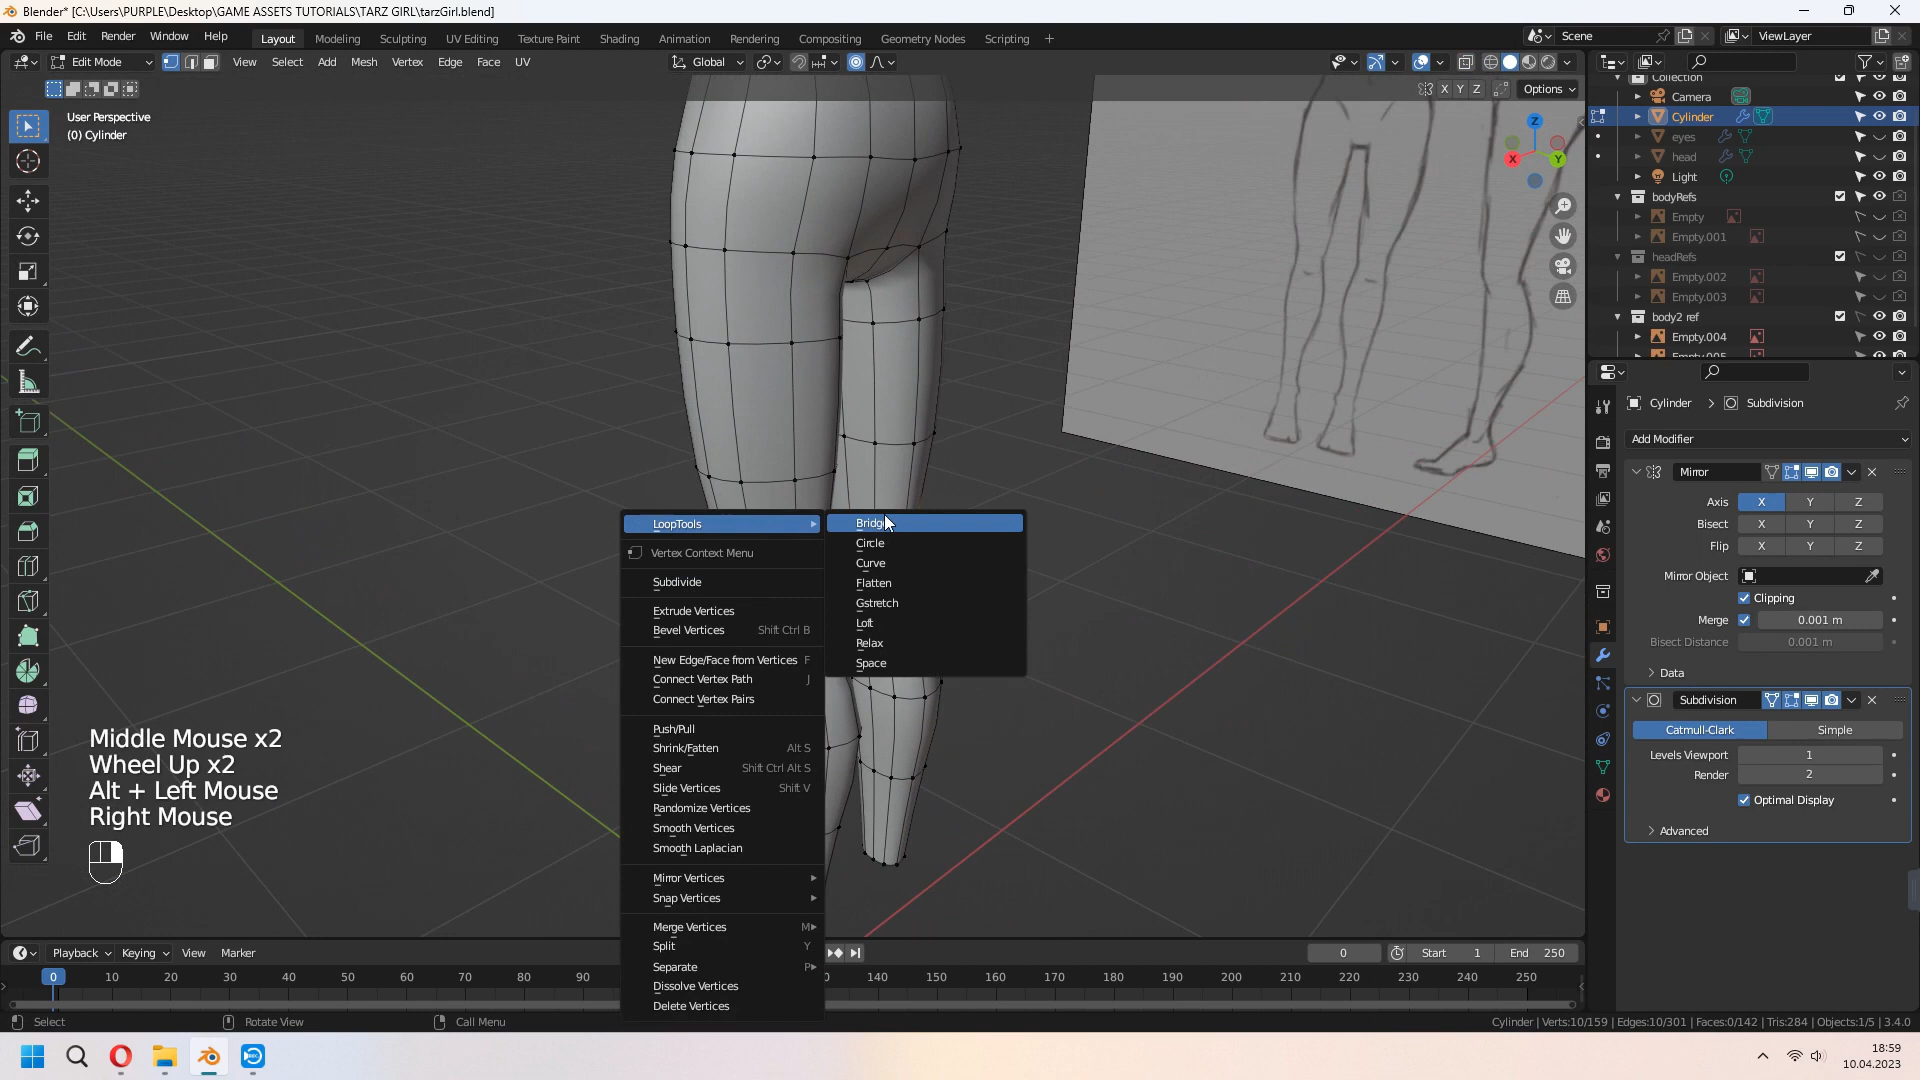 Blender* [C:\Users\PURPLE\Desktop\GAME ASSETS TUTORIALS\TARZ GIRL\tarzGirl.blend]
File Edit Render Window Help Layout Modeling Sculpting UV Editing Texture Paint Shading Animation Rendering Compositing Geometry Nodes Scripting + Scene ViewLayer
Edit Mode View Select Add Mesh Vertex Edge Face UV Global
X Y Z Options
User Perspective
(0) Cylinder
Collection
Camera
Cylinder
eyes
head
Light
bodyRefs
Empty
Empty.001
headRefs
Empty.002
Empty.003
body2 ref
Empty.004
Z
X Y
Cylinder > Subdivision
Add Modifier
Mirror
Axis X Y Z
Bisect X Y Z
Flip X Y Z
Mirror Object
Clipping
Merge 0.001 m
Bisect Distance 0.001 m
Data
Subdivision
Catmull-Clark Simple
Levels Viewport 1
Render 2
Optimal Display
Advanced
LoopTools
Vertex Context Menu
Subdivide
Extrude Vertices
Bevel Vertices Shift Ctrl B
New Edge/Face from Vertices F
Connect Vertex Path J
Connect Vertex Pairs
Push/Pull
Shrink/Fatten Alt S
Shear Shift Ctrl Alt S
Slide Vertices Shift V
Randomize Vertices
Smooth Vertices
Smooth Laplacian
Mirror Vertices
Snap Vertices
Merge Vertices M
Split Y
Separate P
Dissolve Vertices
Delete Vertices
Bridge
Circle
Curve
Flatten
Gstretch
Loft
Relax
Space
Middle Mouse x2
Wheel Up x2
Alt + Left Mouse
Right Mouse
Playback Keying View Marker 0 Start 1 End 250
0 10 20 30 40 50 60 70 80 90 140 150 160 170 180 190 200 210 220 230 240 250
Select Rotate View Call Menu Cylinder | Verts:10/159 | Edges:10/301 | Faces:0/142 | Tris:284 | Objects:1/5 | 3.4.0
18:59
10.04.2023